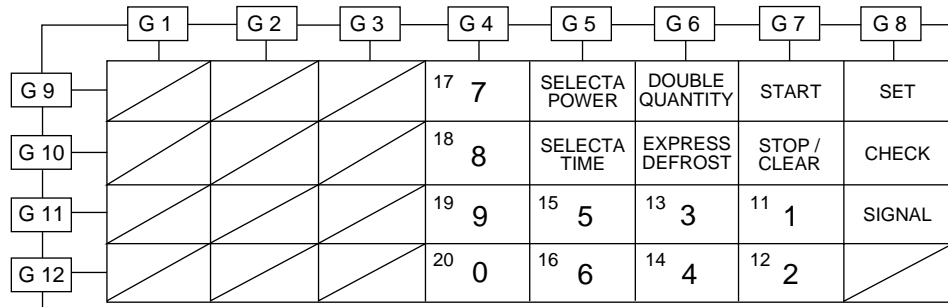 G 1 G 2 G 3 G 4 G 5 G 6 G 7 G 8
G 9 17 7 SELECTA POWER DOUBLE QUANTITY START SET
G 10 18 8 SELECTA TIME EXPRESS DEFROST STOP / CLEAR CHECK
G 11 19 9 15 5 13 3 11 1 SIGNAL
G 12 20 0 16 6 14 4 12 2